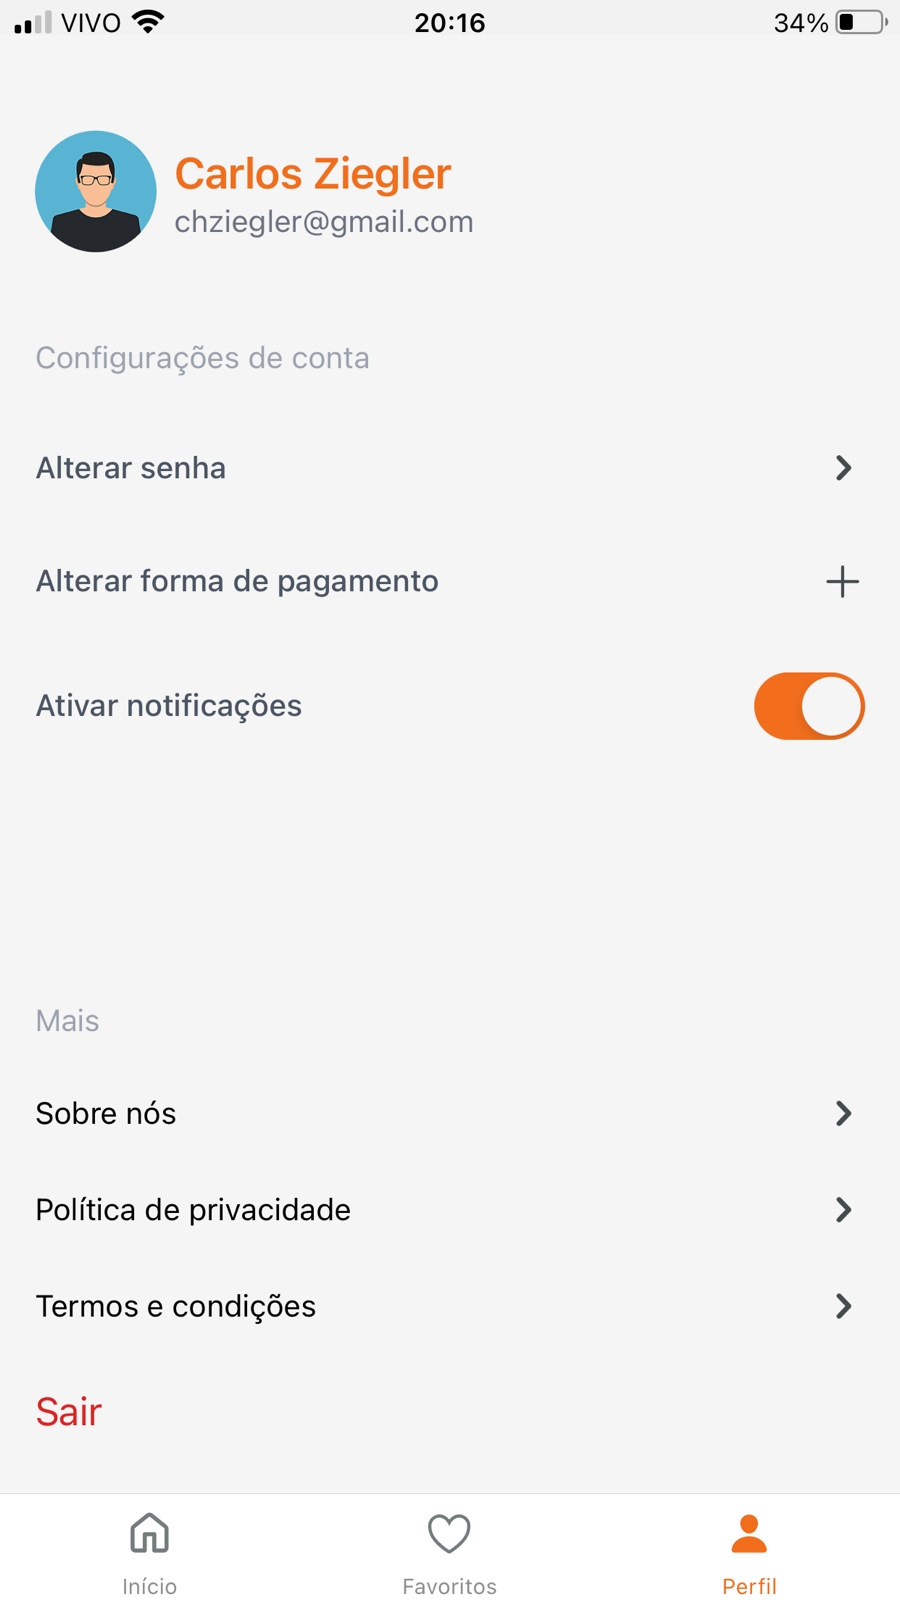 VIVO 20:16 34%
Carlos Ziegler
chziegler@gmail.com
Configurações de conta
Alterar senha
Alterar forma de pagamento
Ativar notificações
Mais
Sobre nós
Política de privacidade
Termos e condições
Sair
Início Favoritos Perfil